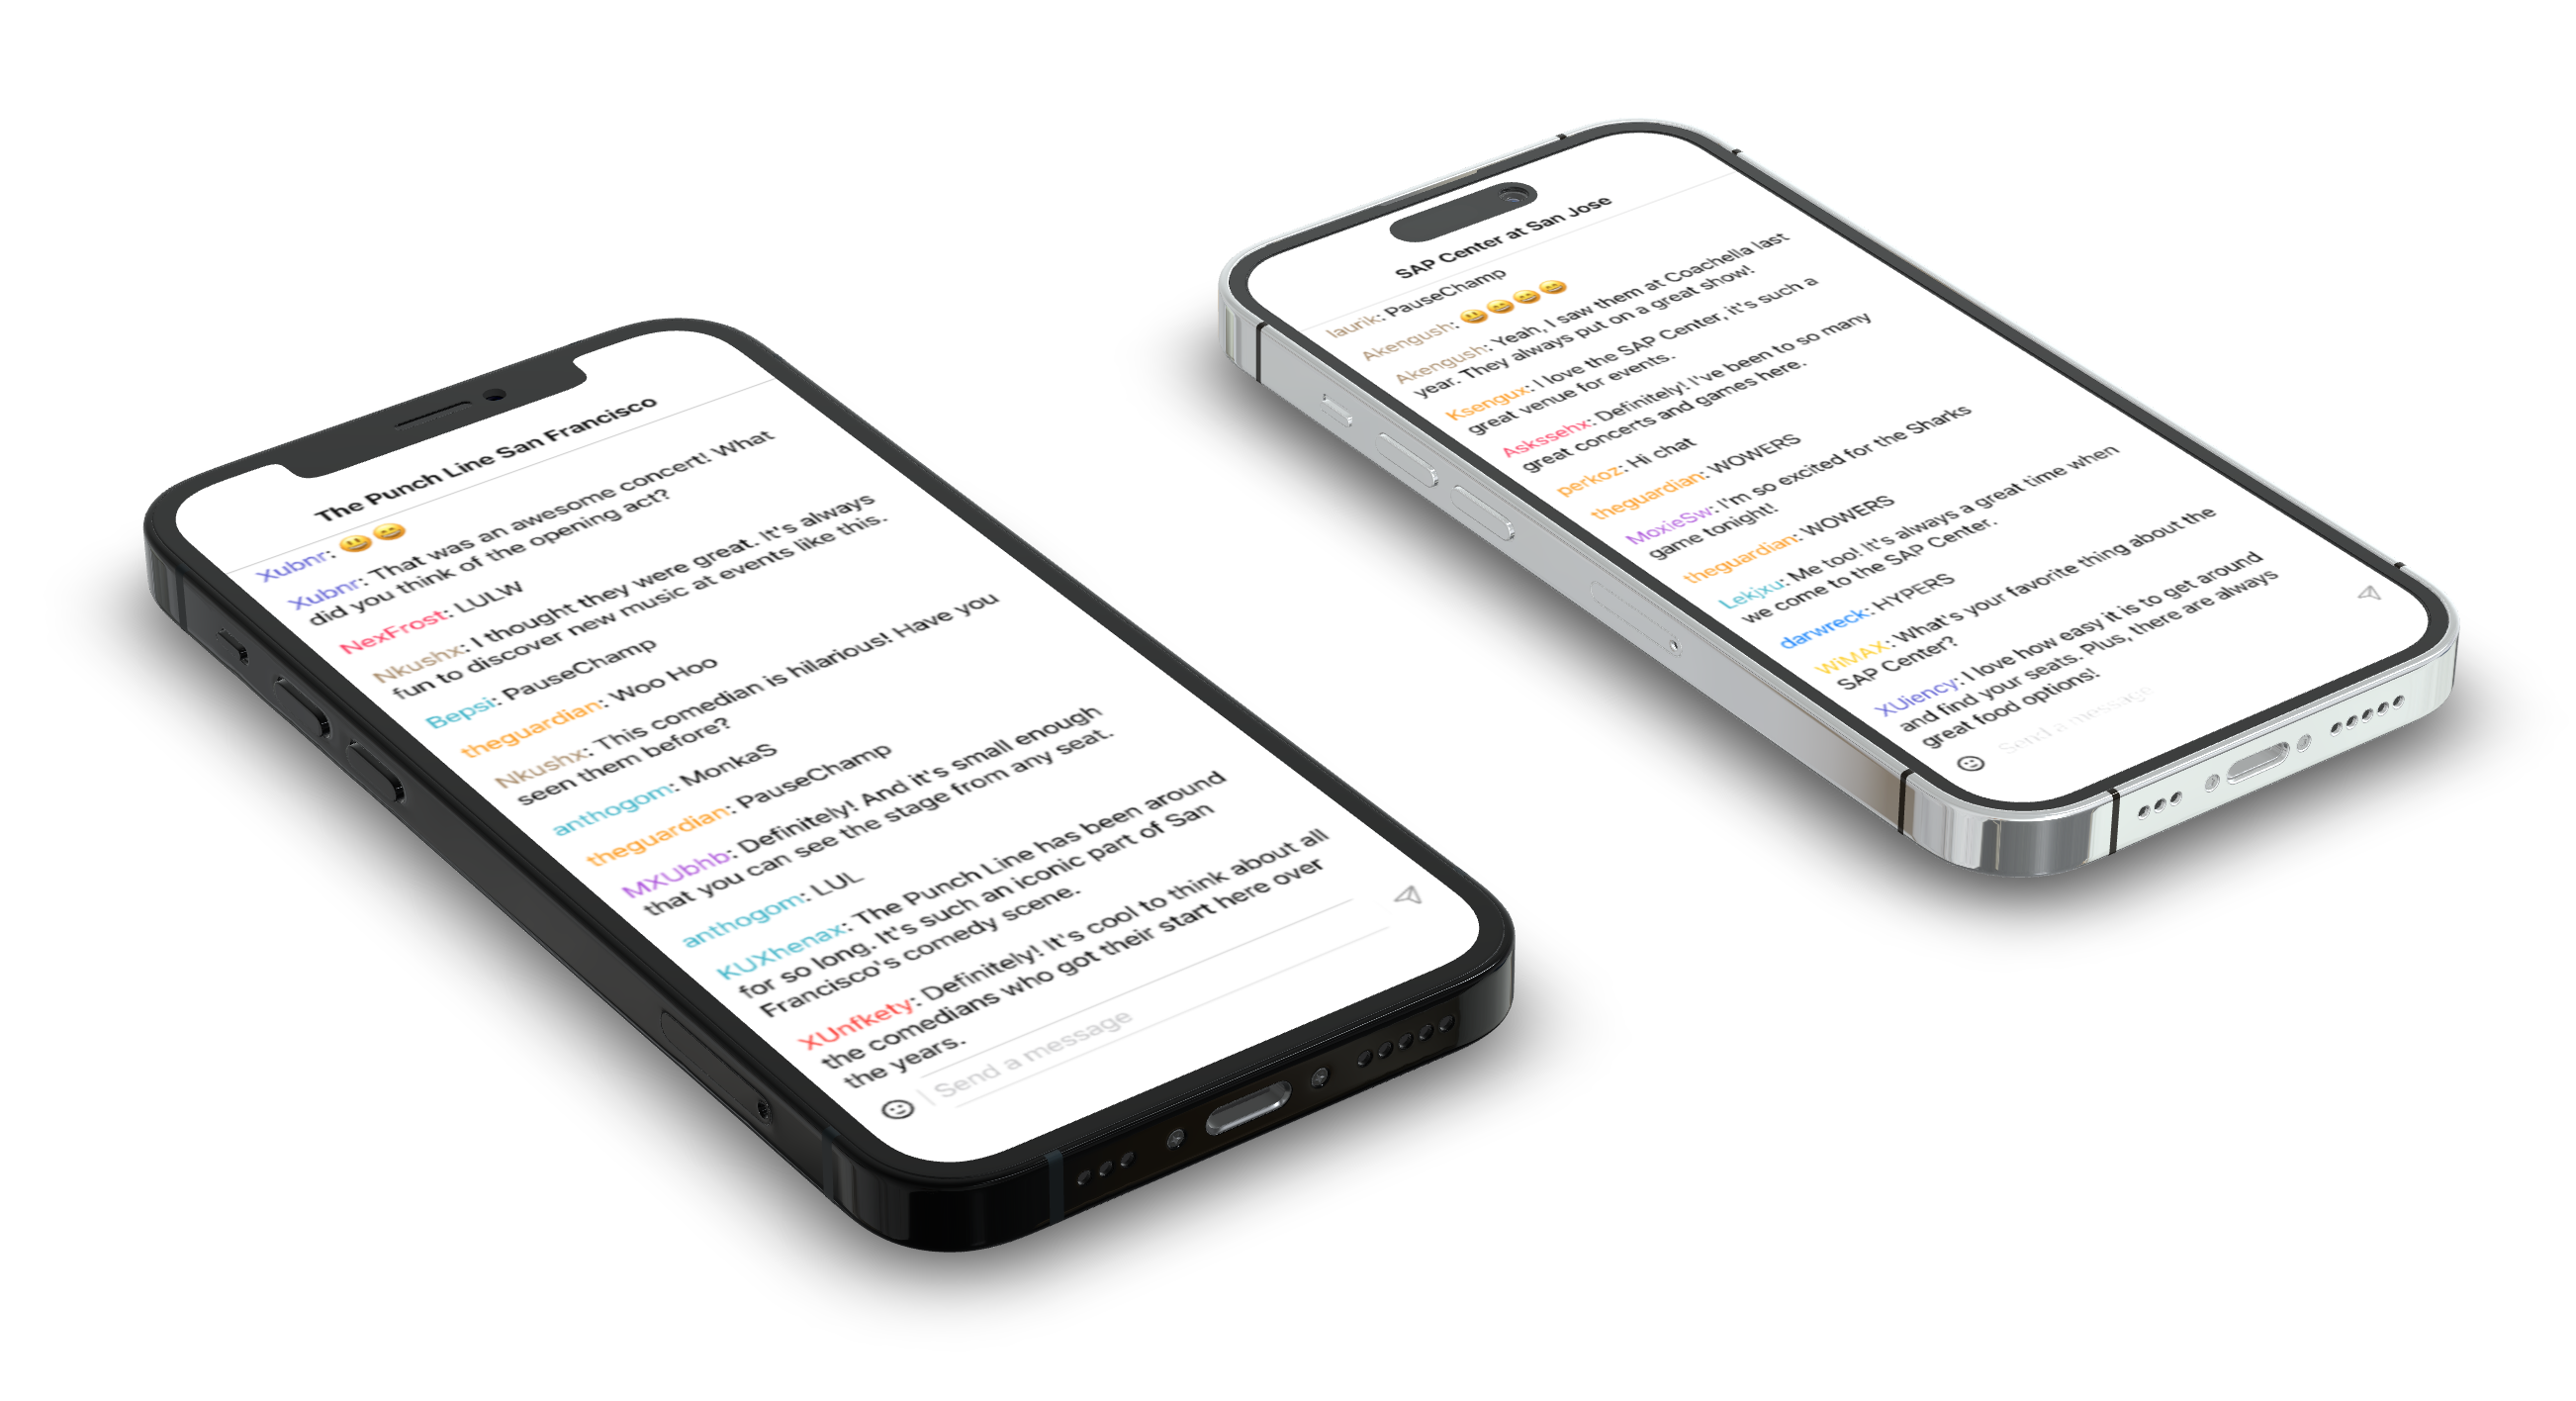 The Punch Line San Francisco
Xubnr: 😃😄
Xubnr: That was an awesome concert! What
did you think of the opening act?
NexFrost: LULW
Nkushx: I thought they were great. It's always
fun to discover new music at events like this.
Bepsi: PauseChamp
theguardian: Woo Hoo
Nkushx: This comedian is hilarious! Have you
seen them before?
anthogom: MonkaS
theguardian: PauseChamp
MXUbhb: Definitely! And it's small enough
that you can see the stage from any seat.
anthogom: LUL
KUXhenax: The Punch Line has been around
for so long. It's such an iconic part of San
Francisco's comedy scene.
XUnfkety: Definitely! It's cool to think about all
the comedians who got their start here over
the years.
Send a message
SAP Center at San Jose
laurik: PauseChamp
Akengush: 😃😄😄😄
Akengush: Yeah, I saw them at Coachella last
year. They always put on a great show!
Ksengux: I love the SAP Center, it's such a
great venue for events.
Askssehx: Definitely! I've been to so many
great concerts and games here.
perkoz: Hi chat
theguardian: WOWERS
MoxieSw: I'm so excited for the Sharks
game tonight!
theguardian: WOWERS
Lekjxu: Me too! It's always a great time when
we come to the SAP Center.
darwreck: HYPERS
WiMAX: What's your favorite thing about the
SAP Center?
XUiency: I love how easy it is to get around
and find your seats. Plus, there are always
great food options!
Send a message